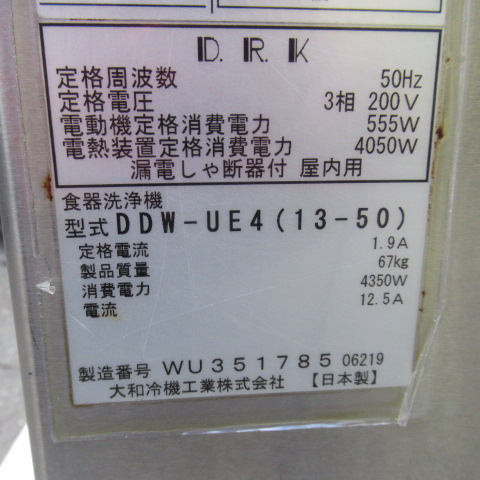 D. R. K
定格周波数 50Hz
定格電圧 3相 200V
電動機定格消費電力 555W
電熱装置定格消費電力 4050W
漏電しゃ断器付 屋内用
食器洗浄機
型式 DDW-UE4(13-50)
定格電流 1.9A
製品質量 67kg
消費電力 4350W
電流 12.5A
製造番号 WU351785 06219
大和冷機工業株式会社 【日本製】